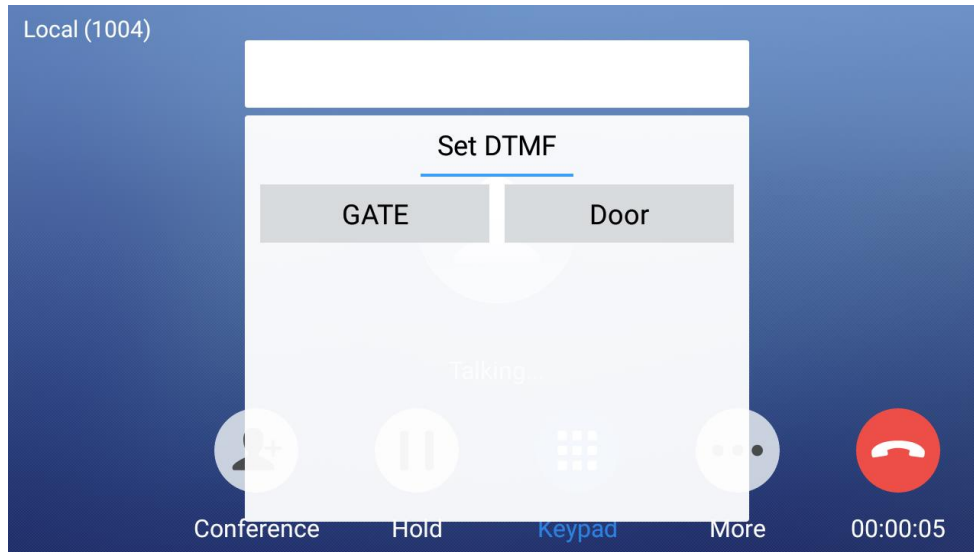 Local (1004)
Set DTMF
GATE Door
Talking...
Conference Hold Keypad More 00:00:05